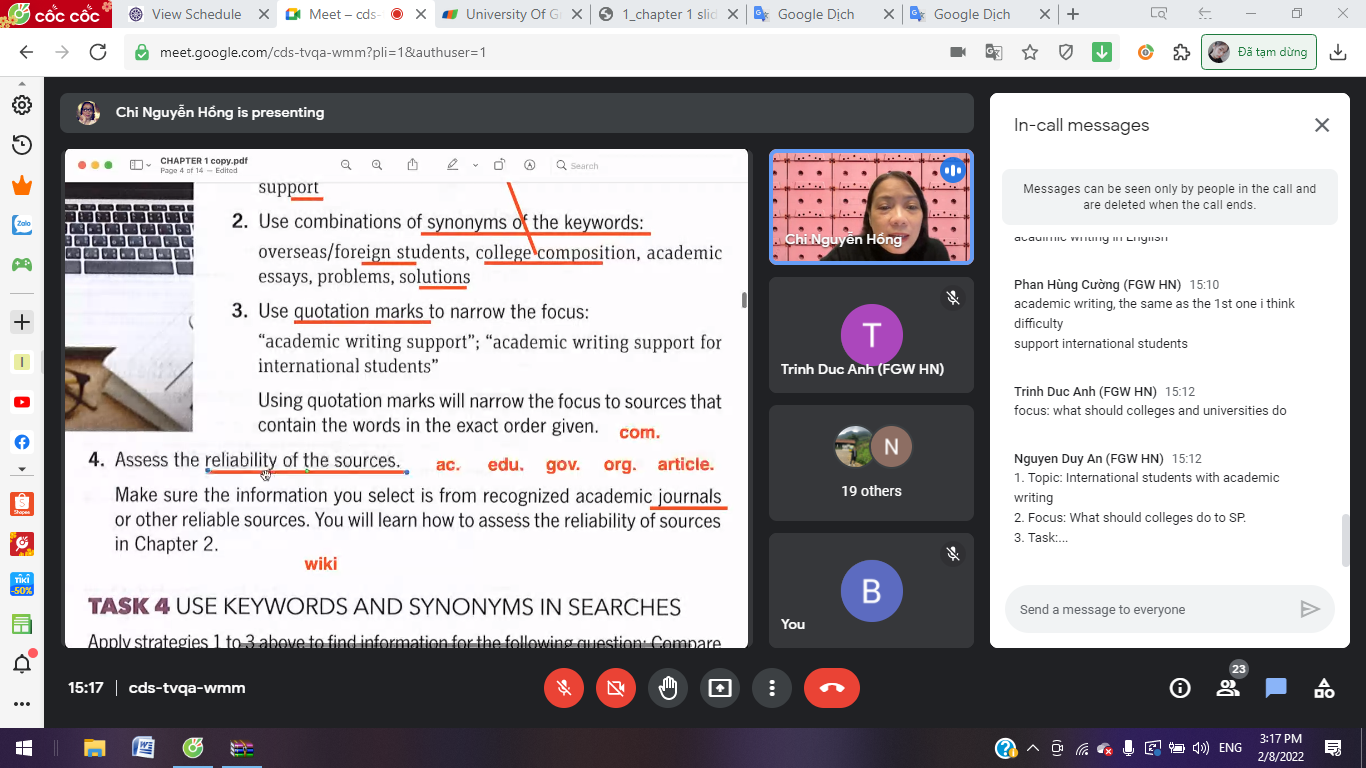 CỐC CỐC
View Schedule
Meet – cds-
University Of Gr
1_chapter 1 slid
Google Dịch
Google Dịch
meet.google.com/cds-tvqa-wmm?pli=1&authuser=1
Đã tạm dừng
Chi Nguyễn Hồng is presenting
CHAPTER 1 copy.pdf
Page 4 of 14 — Edited
Search
support
2. Use combinations of synonyms of the keywords:
overseas/foreign students, college composition, academic
essays, problems, solutions
3. Use quotation marks to narrow the focus:
“academic writing support”; “academic writing support for
international students”
Using quotation marks will narrow the focus to sources that
contain the words in the exact order given.
com.
4. Assess the reliability of the sources.
ac. edu. gov. org. article.
Make sure the information you select is from recognized academic journals
or other reliable sources. You will learn how to assess the reliability of sources
in Chapter 2.
wiki
TASK 4 USE KEYWORDS AND SYNONYMS IN SEARCHES
Apply strategies 1 to 3 above to find information for the following question: Compare
Chi Nguyễn Hồng
T
Trinh Duc Anh (FGW HN)
N
19 others
B
You
In-call messages
Messages can be seen only by people in the call and
are deleted when the call ends.
acadimic writing in English
Phan Hùng Cường (FGW HN) 15:10
academic writing, the same as the 1st one i think
difficulty
support international students
Trinh Duc Anh (FGW HN) 15:12
focus: what should colleges and universities do
Nguyen Duy An (FGW HN) 15:12
1. Topic: International students with academic
writing
2. Focus: What should colleges do to SP.
3. Task:...
Send a message to everyone
Zalo
TIKI
-50%
15:17 | cds-tvqa-wmm
23
ENG
3:17 PM
2/8/2022